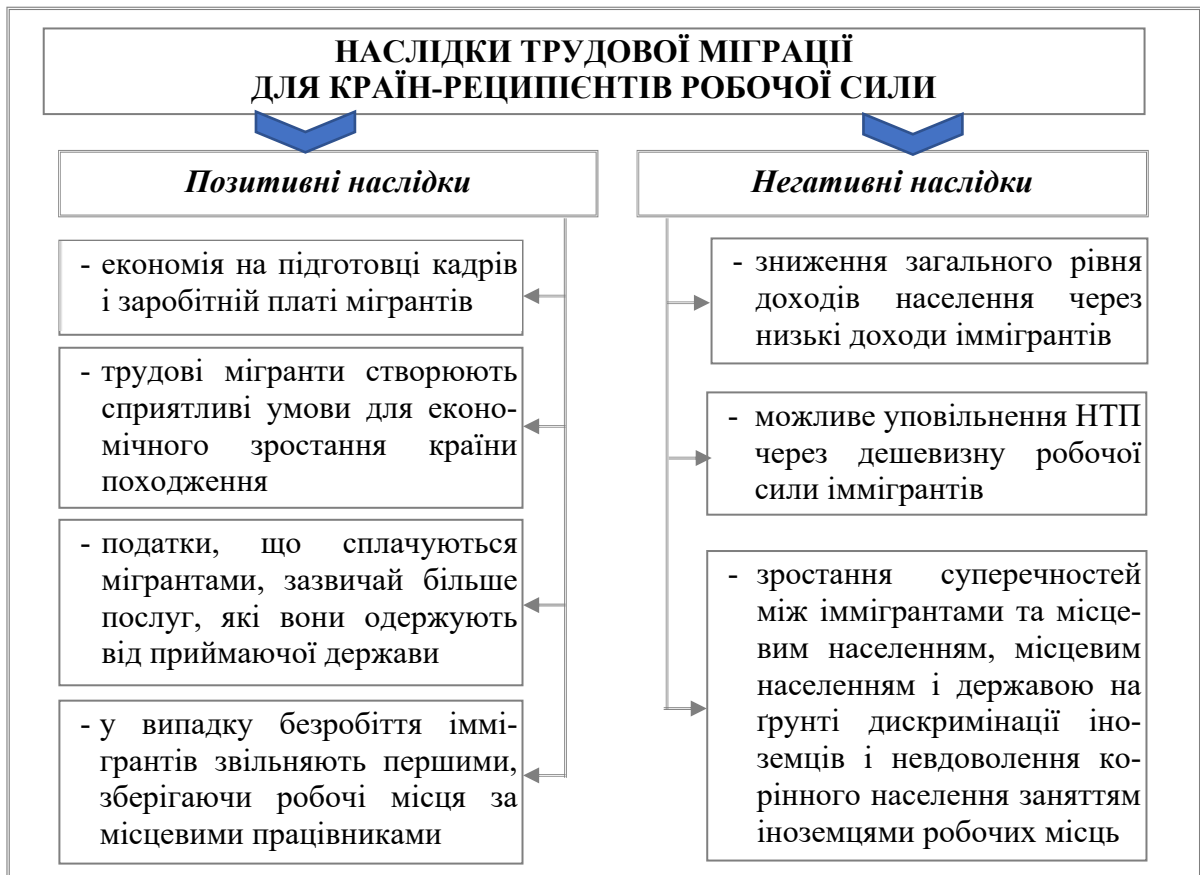 НАСЛІДКИ ТРУДОВОЇ МІГРАЦІЇ
ДЛЯ КРАЇН-РЕЦИПІЄНТІВ РОБОЧОЇ СИЛИ
Позитивні наслідки
- економія на підготовці кадрів
і заробітній платі мігрантів
- трудові мігранти створюють
сприятливі умови для еконо-
мічного зростання країни
походження
- податки, що сплачуються
мігрантами, зазвичай більше
послуг, які вони одержують
від приймаючої держави
- у випадку безробіття іммі-
грантів звільняють першими,
зберігаючи робочі місця за
місцевими працівниками
Негативні наслідки
- зниження загального рівня
доходів населення через
низькі доходи іммігрантів
- можливе уповільнення НТП
через дешевизну робочої
сили іммігрантів
- зростання суперечностей
між іммігрантами та місце-
вим населенням, місцевим
населенням і державою на
ґрунті дискримінації іно-
земців і невдоволення ко-
рінного населення заняттям
іноземцями робочих місць